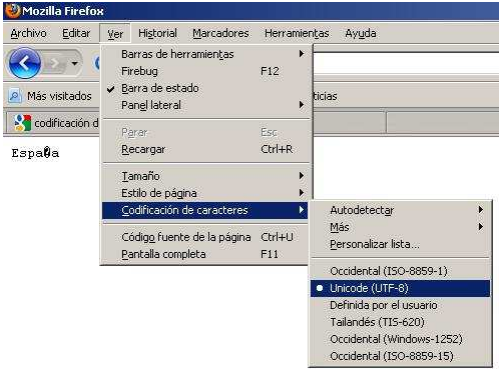 Mozilla Firefox
Archivo Editar Ver Historial Marcadores Herramientas Ayuda
Barras de herramientas
Firebug F12
Barra de estado
Panel lateral
Más visitados
ticias
codificación d
Parar Esc
Recargar Ctrl+R
Espa�a
Tamaño
Estilo de página
Codificación de caracteres
Código fuente de la página Ctrl+U
Pantalla completa F11
Autodetectar
Más
Personalizar lista...
Occidental (ISO-8859-1)
Unicode (UTF-8)
Definida por el usuario
Tailandés (TIS-620)
Occidental (Windows-1252)
Occidental (ISO-8859-15)